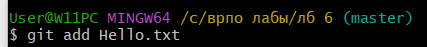 User@W11PC MINGW64 /c/врпо лабы/лб 6 (master)
$ git add Hello.txt